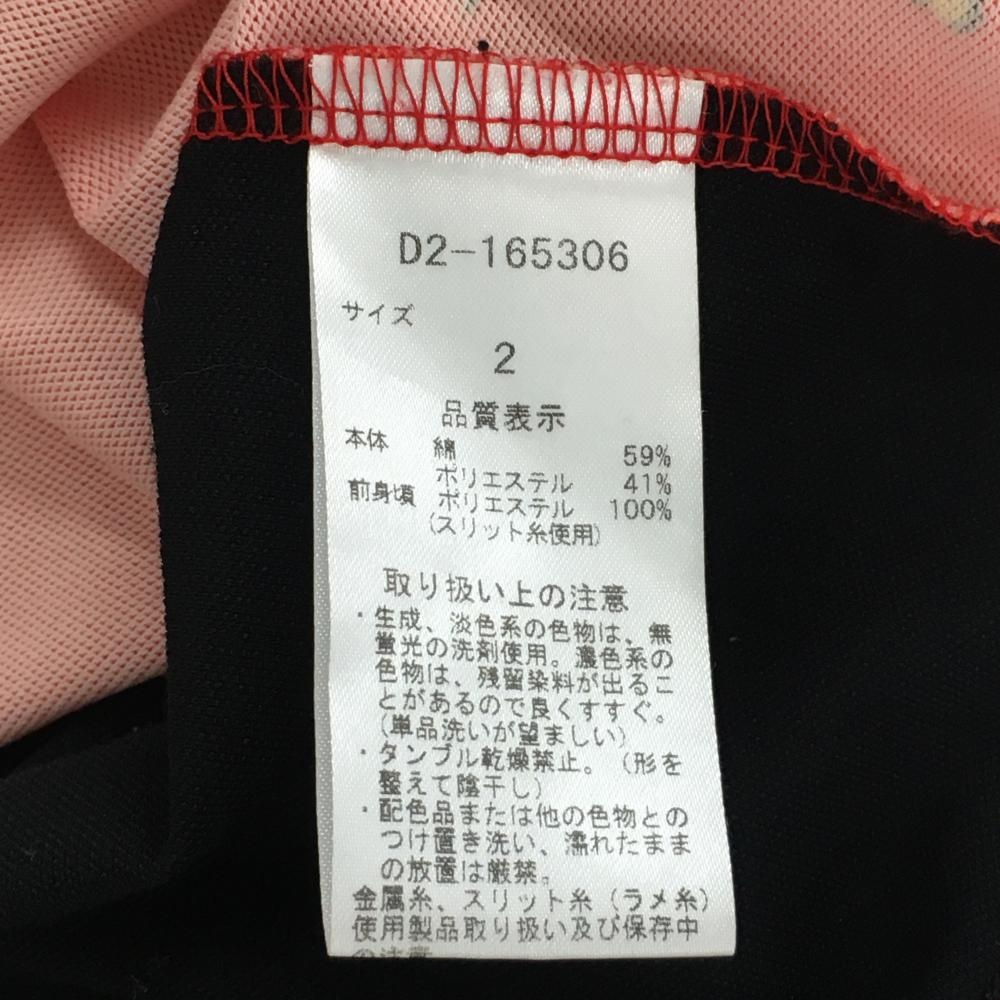 D2-165306
サイズ
2
品質表示
本体 綿 59%
ポリエステル 41%
前身頃 ポリエステル 100%
(スリット糸使用)
取り扱い上の注意
・生成、淡色系の色物は、無
蛍光の洗剤使用。濃色系の
色物は、残留染料が出るこ
とがあるので良くすすぐ。
(単品洗いが望ましい)
・タンブル乾燥禁止。(形を
整えて陰干し)
・配色品または他の色物との
つけ置き洗い、濡れたまま
の放置は厳禁。
金属糸、スリット糸(ラメ糸)
使用製品取り扱い及び保存中
の注意